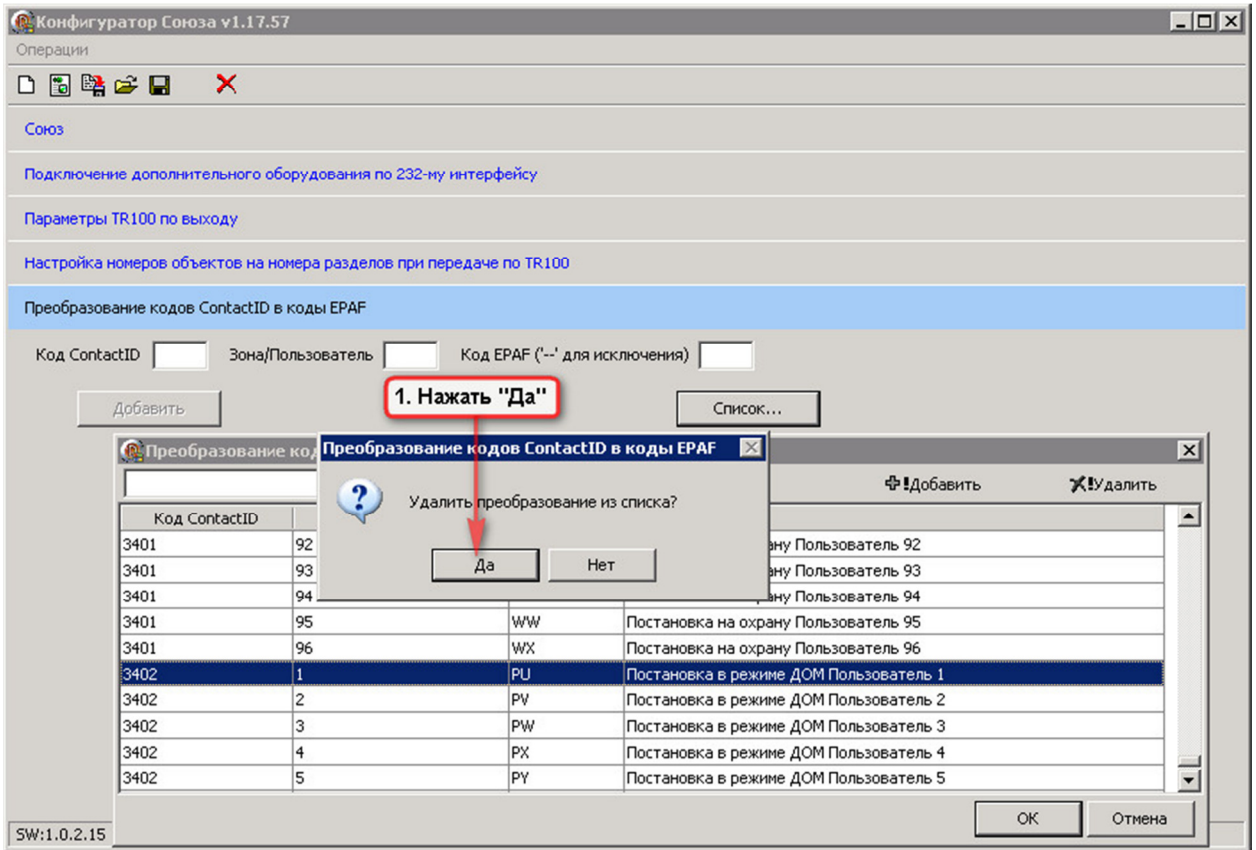 Конфигуратор Союза v1.17.57
Операции
Союз
Подключение дополнительного оборудования по 232-му интерфейсу
Параметры TR100 по выходу
Настройка номеров объектов на номера разделов при передаче по TR100
Преобразование кодов ContactID в коды EPAF
Код ContactID Зона/Пользователь Код EPAF ('--' для исключения)
1. Нажать "Да"
Добавить Список...
Преобразование код
Преобразование кодов ContactID в коды EPAF
Добавить Удалить
Удалить преобразование из списка?
Да Нет
Код ContactID
3401 92 ану Пользователь 92
3401 93 ану Пользователь 93
3401 94 ану Пользователь 94
3401 95 WW Постановка на охрану Пользователь 95
3401 96 WX Постановка на охрану Пользователь 96
3402 1 PU Постановка в режиме ДОМ Пользователь 1
3402 2 PV Постановка в режиме ДОМ Пользователь 2
3402 3 PW Постановка в режиме ДОМ Пользователь 3
3402 4 PX Постановка в режиме ДОМ Пользователь 4
3402 5 PY Постановка в режиме ДОМ Пользователь 5
OK Отмена
SW:1.0.2.15